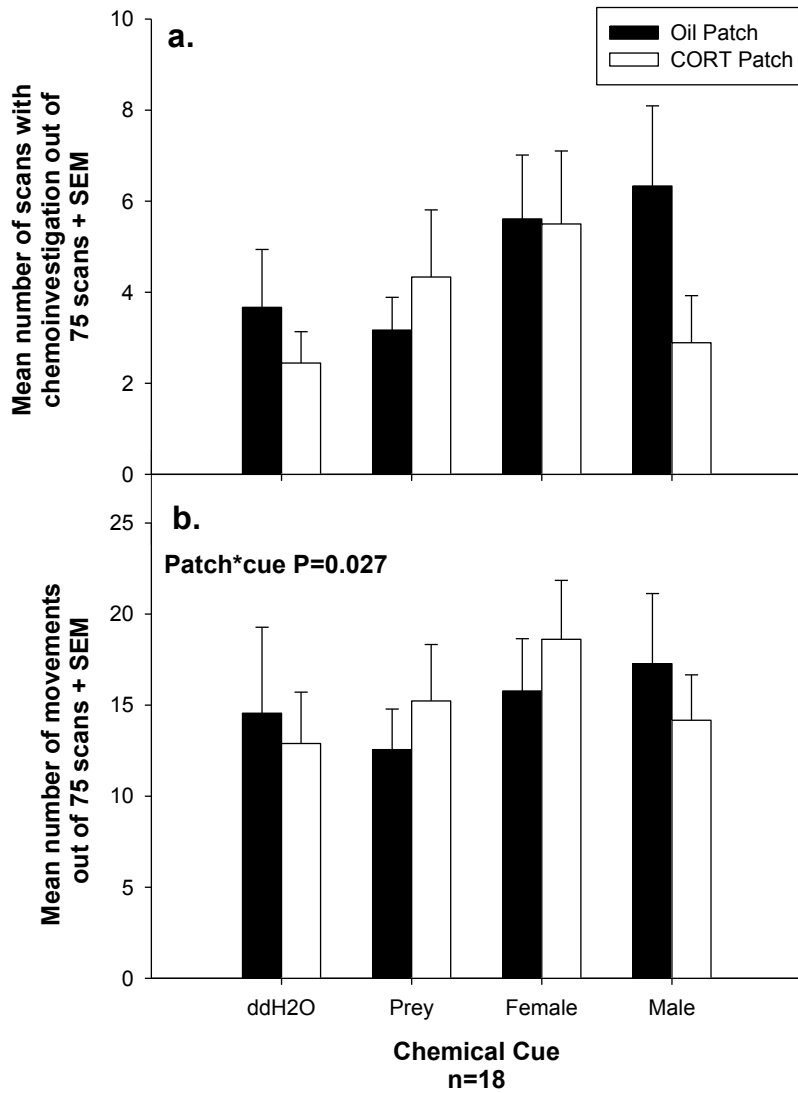 Oil Patch
CORT Patch
a.
Mean number of scans with
chemoinvestigation out of
75 scans + SEM
10
8
6
4
2
0
b.
Patch*cue P=0.027
Mean number of movements
out of 75 scans + SEM
25
20
15
10
5
0
ddH2O Prey Female Male
Chemical Cue
n=18